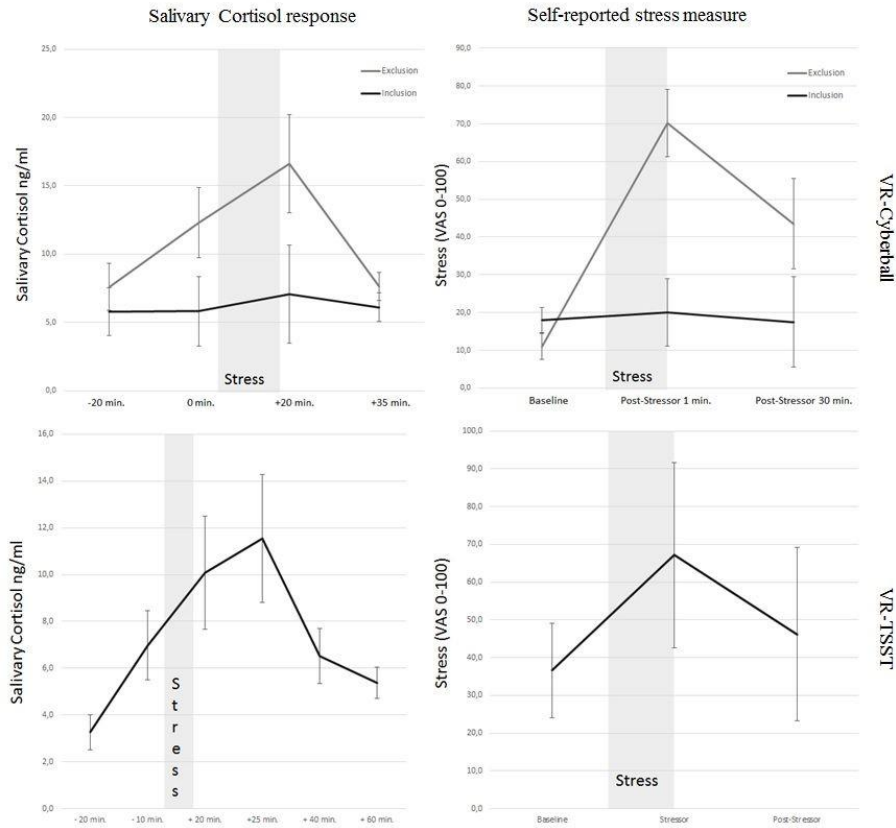 Salivary Cortisol response
Self-reported stress measure
25,0
20,0
15,0
10,0
5,0
0,0
Salivary Cortisol ng/ml
Exclusion
Inclusion
Stress
-20 min.
0 min.
+20 min.
+35 min.
90,0
80,0
70,0
60,0
50,0
40,0
30,0
20,0
10,0
0,0
Stress (VAS 0-100)
Exclusion
Inclusion
Stress
Baseline
Post-Stressor 1 min.
Post-Stressor 30 min.
VR-Cyberball
16,0
14,0
12,0
10,0
8,0
6,0
4,0
2,0
0,0
Salivary Cortisol ng/ml
Stress
- 20 min.
- 10 min.
+ 20 min.
+25 min.
+ 40 min.
+ 60 min.
100,0
90,0
80,0
70,0
60,0
50,0
40,0
30,0
20,0
10,0
0,0
Stress (VAS 0-100)
Stress
Baseline
Stressor
Post-Stressor
VR-TSST